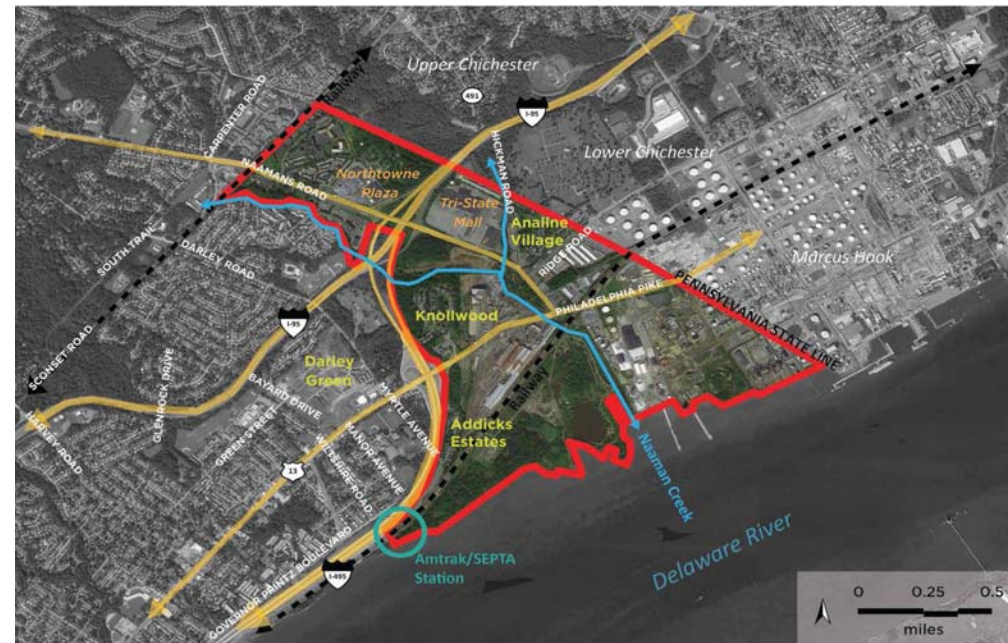 Upper Chichester
491
I-95
Railway
CARPENTER ROAD
HICKMAN ROAD
Lower Chichester
NAAMANS ROAD
Northtowne
Plaza
Tri-State
Mall
Analine
Village
SOUTH TRAIL
DARLEY ROAD
RIDGE ROAD
Marcus Hook
PENNSYLVANIA STATE LINE
PHILADELPHIA PIKE
Knollwood
I-95
SCONSET ROAD
GLENROCK DRIVE
Darley
Green
BAYARD DRIVE
MYRTLE AVENUE
Railway
HARVEY ROAD
GREEN STREET
MANOR AVENUE
Addicks
Estates
WILTSHIRE ROAD
13
Naaman Creek
GOVERNOR PRINTZ BOULEVARD
Amtrak/SEPTA
Station
I-495
Delaware River
0 0.25 0.5
miles